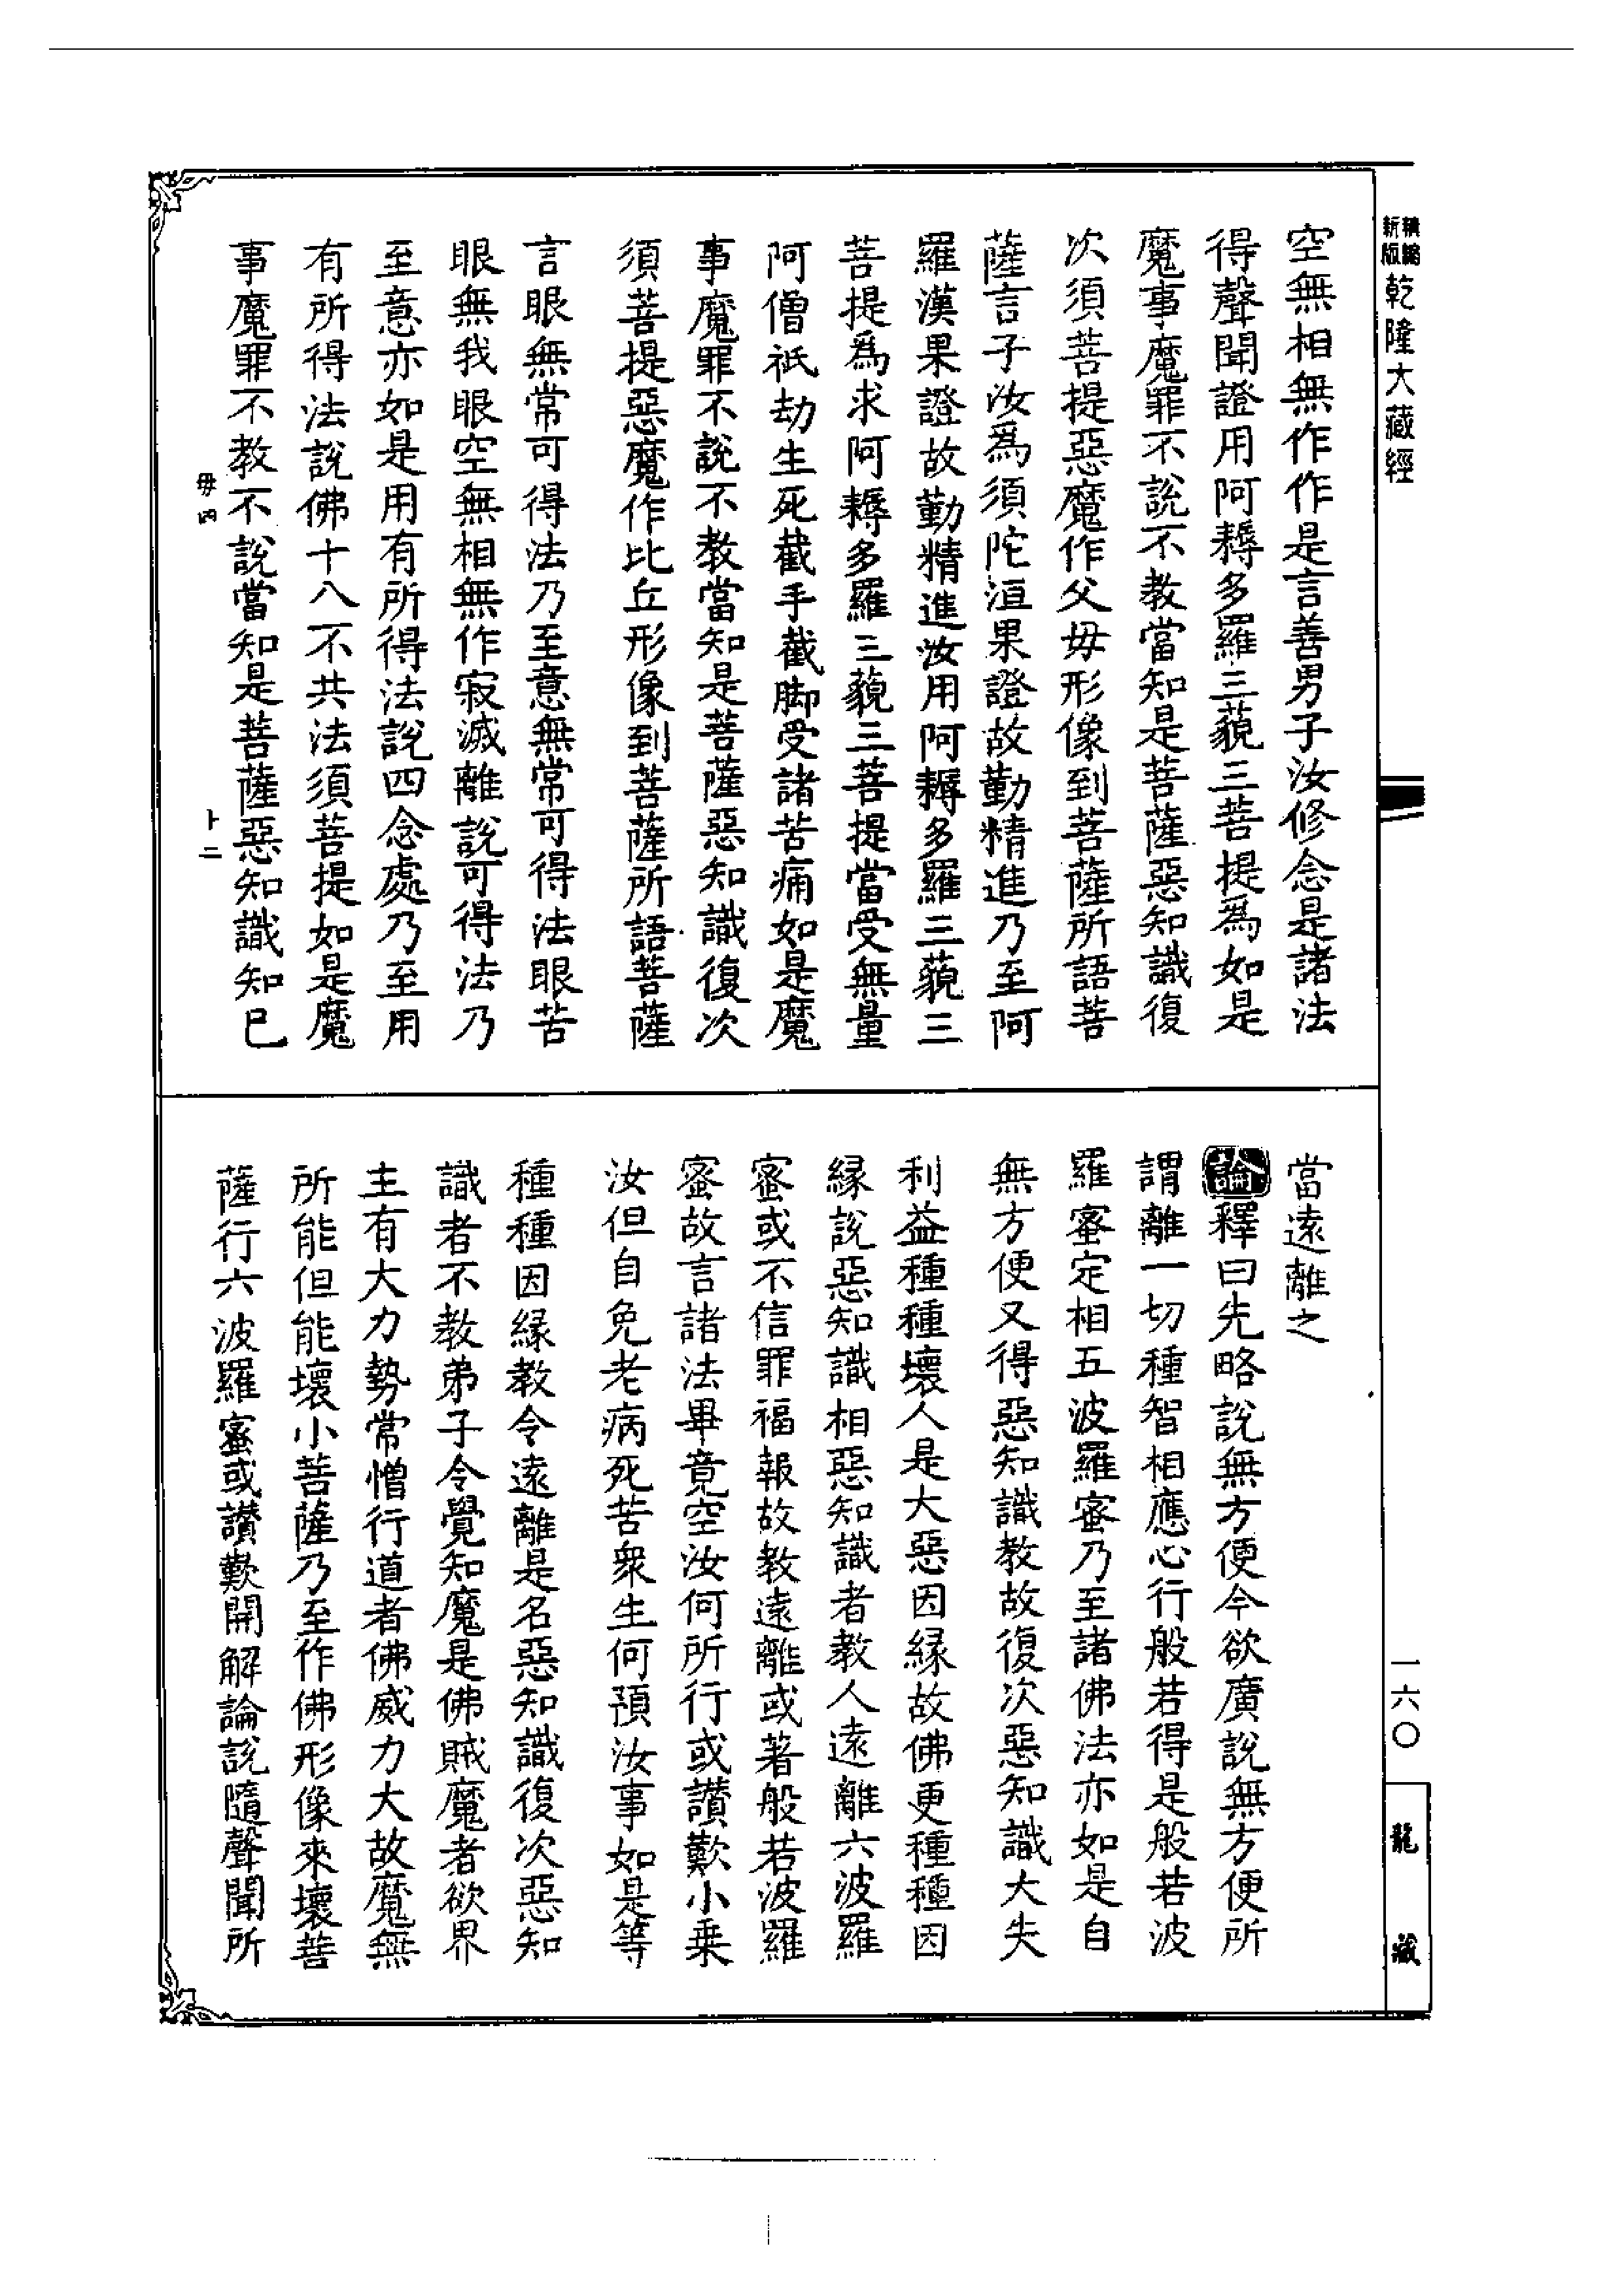 新版
縮編
乾隆大藏經
空無相無作作是言善男子汝修念是諸法
得聲聞證用阿耨多羅三藐三菩提為如是
魔事魔罪不說不教當知是菩薩惡知識復
次須菩提惡魔作父母形像到菩薩所語菩
薩言子汝為須陀洹果證故勤精進乃至阿
羅漢果證故勤精進汝用阿耨多羅三藐三
菩提為求阿耨多羅三藐三菩提當受無量
阿僧祇劫生死截手截脚受諸苦痛如是魔
事魔罪不說不教當知是菩薩惡知識復次
須菩提惡魔作比丘形像到菩薩所語菩薩
言眼無常可得法乃至意無常可得法眼苦
眼無我眼空無相無作寂滅離說可得法乃
至意亦如是用有所得法說四念處乃至用
有所得法說佛十八不共法須菩提如是魔
事魔罪不教不說當知是菩薩惡知識知已
毋四
卜二
當遠離之
論釋曰先略說無方便今欲廣說無方便所
謂離一切種智相應心行般若得是般若波
羅蜜定相五波羅蜜乃至諸佛法亦如是自
無方便又得惡知識教故復次惡知識大失
利益種種壞人是大惡因緣故佛更種種因
緣說惡知識相惡知識者教人遠離六波羅
蜜或不信罪福報故教遠離或著般若波羅
蜜故言諸法畢竟空汝何所行或讚歎小乘
汝但自免老病死苦衆生何預汝事如是等
種種因緣教令遠離是名惡知識復次惡知
識者不教弟子令覺知魔是佛賊魔者欲界
主有大力勢常憎行道者佛威力大故魔無
所能但能壞小菩薩乃至作佛形像來壞菩
薩行六波羅蜜或讚歎開解論說隨聲聞所
一六〇
龍藏